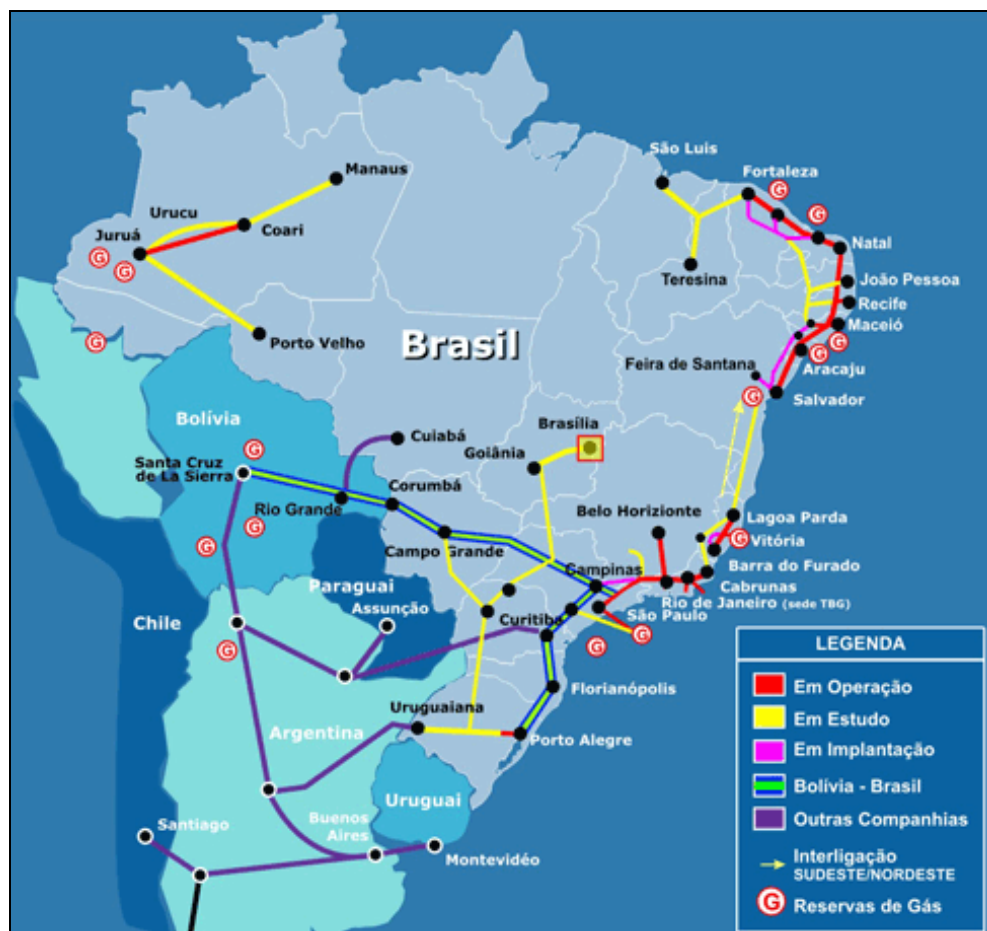 São Luis
Fortaleza
Manaus
G
G
Urucu
Juruá
Coari
Natal
G
G
Teresina
João Pessoa
Recife
Porto Velho
Brasil
Maceió
G
G
G
Feira de Santana
Aracaju
G
Salvador
Bolívia
Brasília
Cuiabá
G
Goiânia
Santa Cruz
de La Sierra
Corumbá
Rio Grande
Belo Horizionte
Lagoa Parda
G
G
Vitória
G
Campo Grande
Barra do Furado
Campinas
Cabrunas
Paraguai
Rio de Janeiro (sede TBG)
Assunção
São Paulo
Chile
Curitiba
G
G
G
LEGENDA
Em Operação
Florianópolis
Uruguaiana
Em Estudo
Argentina
Porto Alegre
Em Implantação
Bolívia - Brasil
Uruguai
Outras Companhias
Buenos
Aires
Santiago
Montevidéo
Interligação
SUDESTE/NORDESTE
G
Reservas de Gás